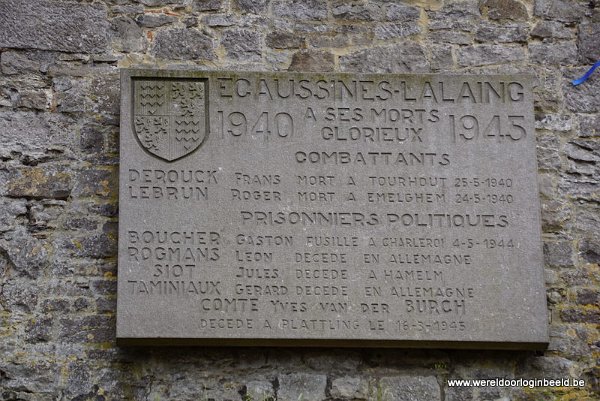 ECAUSSINES-LALAING
1940 A SES MORTS 1945
GLORIEUX
COMBATTANTS
DEROUCK FRANS MORT A TOURHOUT 25-5-1940
LEBRUN ROGER MORT A EMELGHEM 24-5-1940
PRISONNIERS POLITIQUES
BOUCHER GASTON FUSILLE A CHARLEROI 4-5-1944
ROGMANS LEON DECEDE EN ALLEMAGNE
SIOT JULES DECEDE A HAMELM
TAMINIAUX GERARD DECEDE EN ALLEMAGNE
COMTE YVES VAN DER BURCH
DECEDE A PLATTLING LE 16-3-1945
www.wereldoorloginbeeld.be